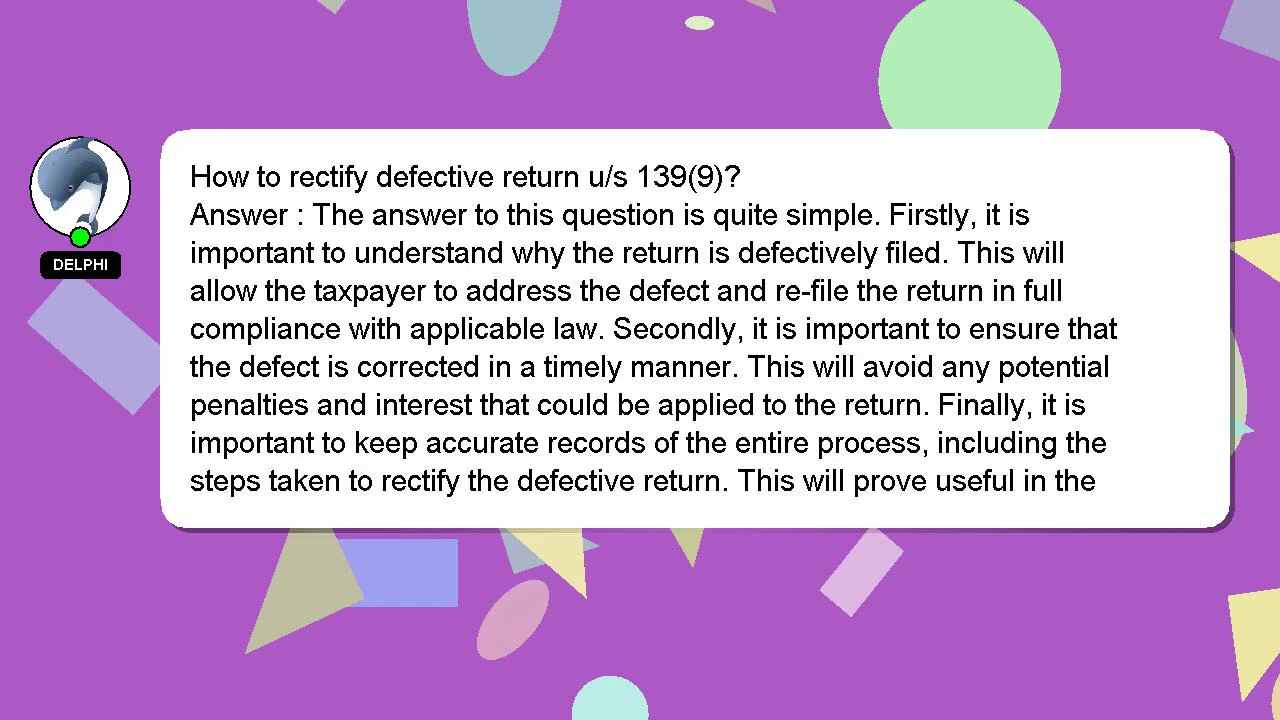 How to rectify defective return u/s 139(9)?
Answer : The answer to this question is quite simple. Firstly, it is
important to understand why the return is defectively filed. This will
allow the taxpayer to address the defect and re-file the return in full
compliance with applicable law. Secondly, it is important to ensure that
the defect is corrected in a timely manner. This will avoid any potential
penalties and interest that could be applied to the return. Finally, it is
important to keep accurate records of the entire process, including the
steps taken to rectify the defective return. This will prove useful in the
DELPHI